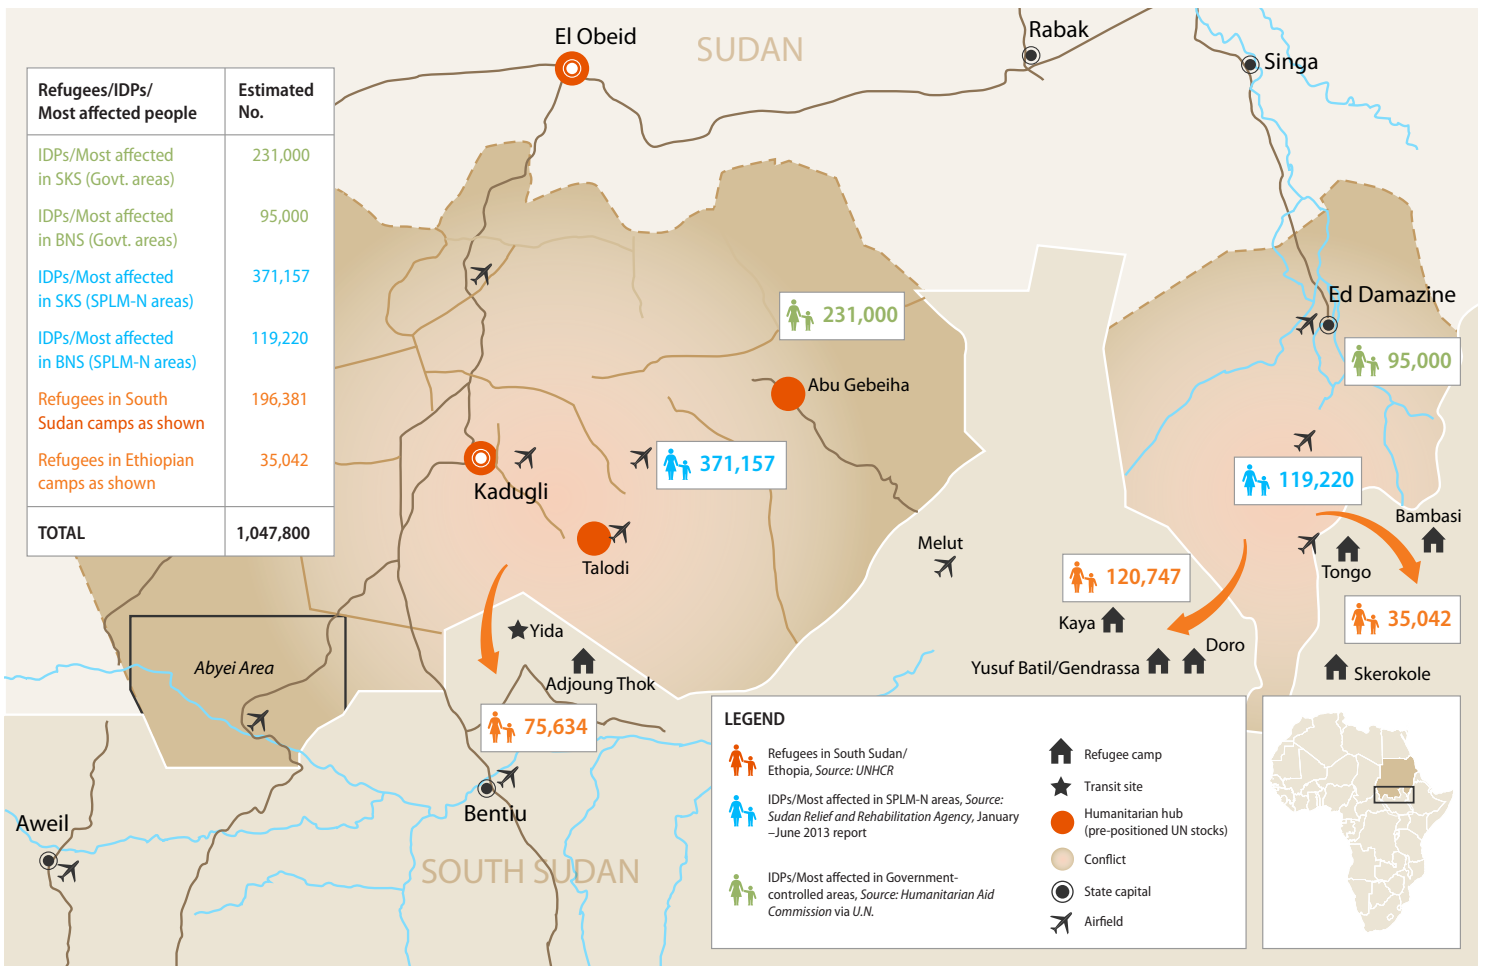 Refugees/IDPs/
Most affected people
Estimated
No.
IDPs/Most affected
in SKS (Govt. areas)
231,000
IDPs/Most affected
in BNS (Govt. areas)
95,000
IDPs/Most affected
in SKS (SPLM-N areas)
371,157
IDPs/Most affected
in BNS (SPLM-N areas)
119,220
Refugees in South
Sudan camps as shown
196,381
Refugees in Ethiopian
camps as shown
35,042
TOTAL
1,047,800
El Obeid
SUDAN
Rabak
Singa
Ed Damazine
231,000
95,000
Abu Gebeiha
371,157
119,220
Kadugli
Talodi
Melut
Bambasi
Tongo
120,747
35,042
Kaya
Doro
Yusuf Batil/Gendrassa
Skerokole
Yida
Adjoung Thok
Abyei Area
75,634
Bentiu
Aweil
SOUTH SUDAN
LEGEND
Refugees in South Sudan/
Ethopia, Source: UNHCR
IDPs/Most affected in SPLM-N areas, Source:
Sudan Relief and Rehabilitation Agency, January
–June 2013 report
IDPs/Most affected in Government-
controlled areas, Source: Humanitarian Aid
Commission via U.N.
Refugee camp
Transit site
Humanitarian hub
(pre-positioned UN stocks)
Conflict
State capital
Airfield